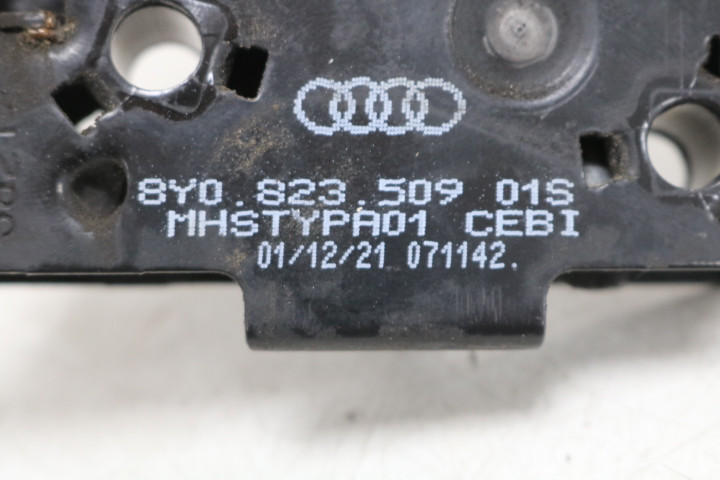 8Y0.823.509 01S
MHSTYPA01 CEBI
01/12/21 071142.